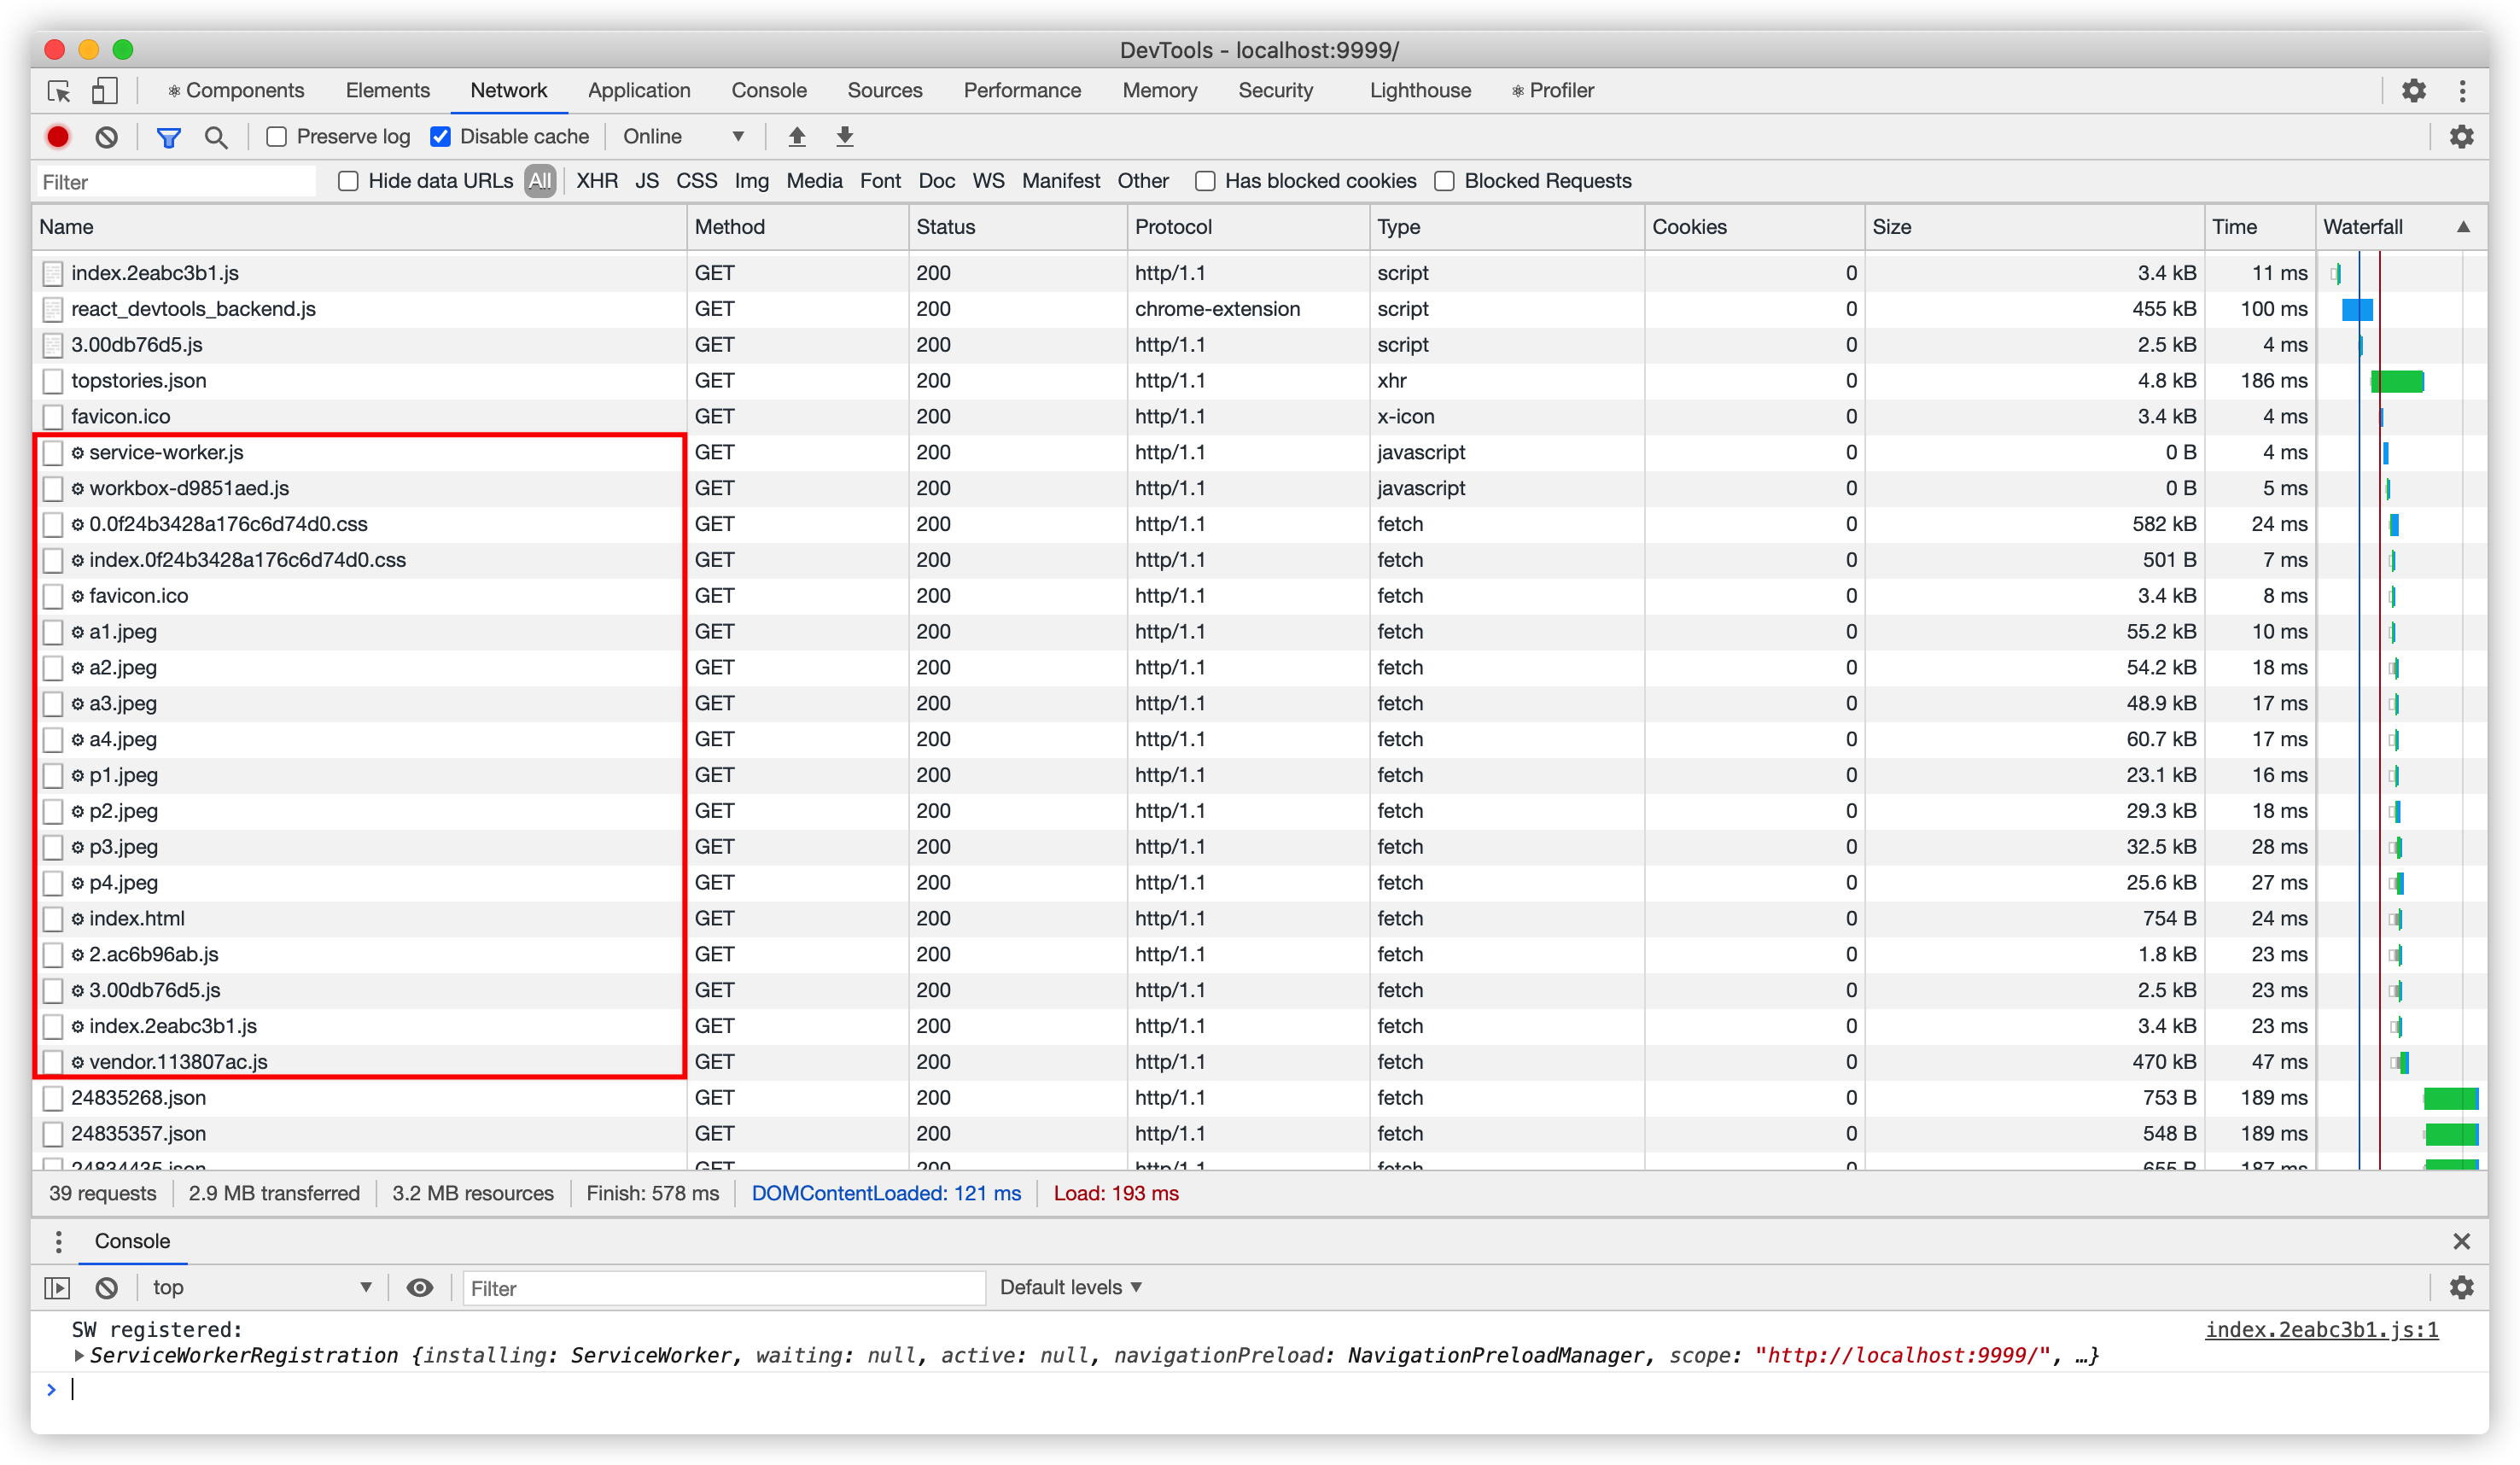 DevTools - localhost:9999/
Components Elements Network Application Console Sources Performance Memory Security Lighthouse Profiler
Preserve log Disable cache Online
Filter Hide data URLs All XHR JS CSS Img Media Font Doc WS Manifest Other Has blocked cookies Blocked Requests
Name Method Status Protocol Type Cookies Size Time Waterfall
index.2eabc3b1.js GET 200 http/1.1 script 0 3.4 kB 11 ms
react_devtools_backend.js GET 200 chrome-extension script 0 455 kB 100 ms
3.00db76d5.js GET 200 http/1.1 script 0 2.5 kB 4 ms
topstories.json GET 200 http/1.1 xhr 0 4.8 kB 186 ms
favicon.ico GET 200 http/1.1 x-icon 0 3.4 kB 4 ms
service-worker.js GET 200 http/1.1 javascript 0 0 B 4 ms
workbox-d9851aed.js GET 200 http/1.1 javascript 0 0 B 5 ms
0.0f24b3428a176c6d74d0.css GET 200 http/1.1 fetch 0 582 kB 24 ms
index.0f24b3428a176c6d74d0.css GET 200 http/1.1 fetch 0 501 B 7 ms
favicon.ico GET 200 http/1.1 fetch 0 3.4 kB 8 ms
a1.jpeg GET 200 http/1.1 fetch 0 55.2 kB 10 ms
a2.jpeg GET 200 http/1.1 fetch 0 54.2 kB 18 ms
a3.jpeg GET 200 http/1.1 fetch 0 48.9 kB 17 ms
a4.jpeg GET 200 http/1.1 fetch 0 60.7 kB 17 ms
p1.jpeg GET 200 http/1.1 fetch 0 23.1 kB 16 ms
p2.jpeg GET 200 http/1.1 fetch 0 29.3 kB 18 ms
p3.jpeg GET 200 http/1.1 fetch 0 32.5 kB 28 ms
p4.jpeg GET 200 http/1.1 fetch 0 25.6 kB 27 ms
index.html GET 200 http/1.1 fetch 0 754 B 24 ms
2.ac6b96ab.js GET 200 http/1.1 fetch 0 1.8 kB 23 ms
3.00db76d5.js GET 200 http/1.1 fetch 0 2.5 kB 23 ms
index.2eabc3b1.js GET 200 http/1.1 fetch 0 3.4 kB 23 ms
vendor.113807ac.js GET 200 http/1.1 fetch 0 470 kB 47 ms
24835268.json GET 200 http/1.1 fetch 0 753 B 189 ms
24835357.json GET 200 http/1.1 fetch 0 548 B 189 ms
24834435.json GET 200 http/1.1 fetch 0 655 B 187 ms
39 requests 2.9 MB transferred 3.2 MB resources Finish: 578 ms DOMContentLoaded: 121 ms Load: 193 ms
Console
top Filter Default levels
SW registered: index.2eabc3b1.js:1
ServiceWorkerRegistration {installing: ServiceWorker, waiting: null, active: null, navigationPreload: NavigationPreloadManager, scope: "http://localhost:9999/", …}
>